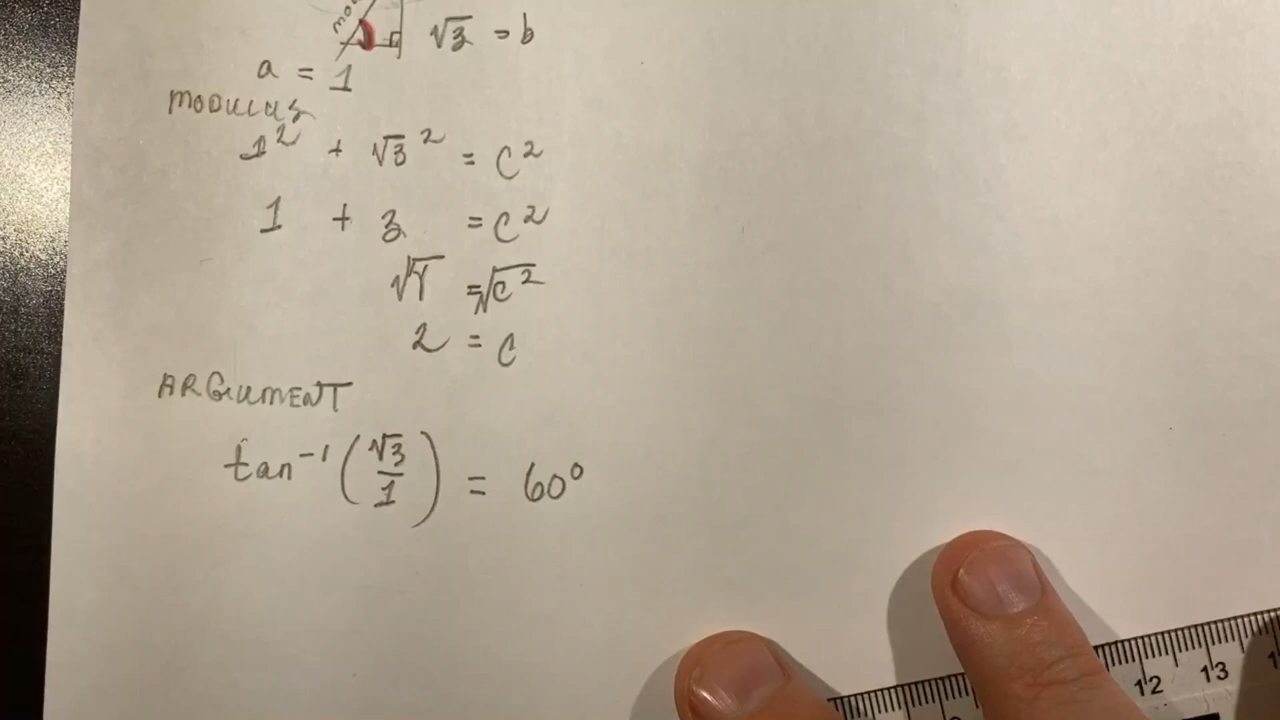 mo
√3 = b
a = 1
MODULUS
1² + √3² = c²
1 + 3 = c²
√4 = √c²
2 = c
ARGUMENT
tan⁻¹(√3/1) = 60°
12 13